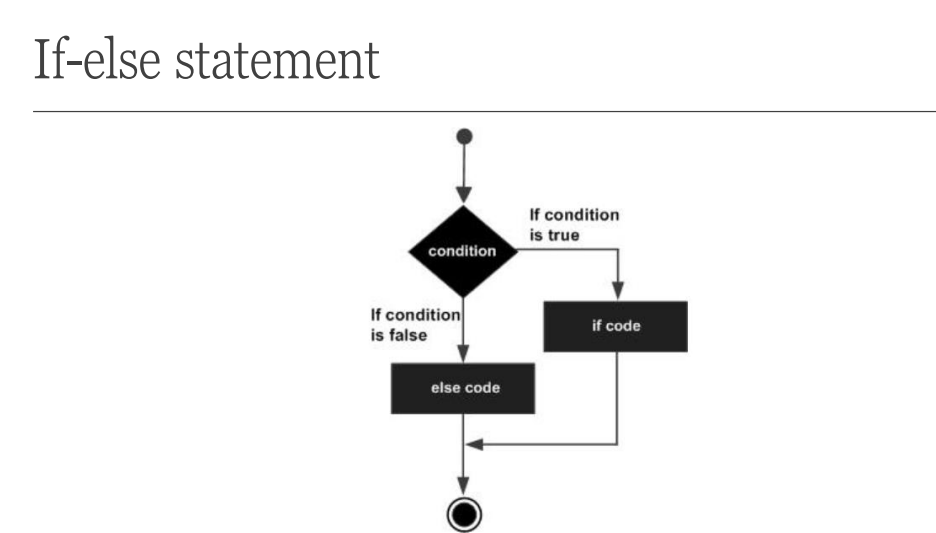 If-else statement
If condition
is true
condition
If condition
is false
if code
else code